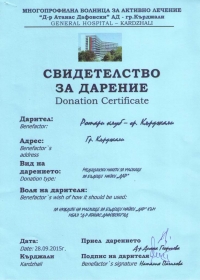 МНОГОПРОФИЛНА БОЛНИЦА ЗА АКТИВНО ЛЕЧЕНИЕ
"Д-р Атанас Дафовски" АД - гр.Кърджали
GENERAL HOSPITAL – KARDZHALI
СВИДЕТЕЛСТВО
ЗА ДАРЕНИЕ
Donation Certificate
Дарител: Ротари клуб - гр. Кърджали
Benefactor:
Адрес: Гр. Кърджали
Benefactor`s
address
Вид на
дарението:
Donation type:
Воля на дарителя:
Benefactor`s wish of how it should be used:
Дата: 28.09.2015г.
Приел дарението
Кърджали
Kardzhali
Подпис на дарителя
Benefactor`s signature